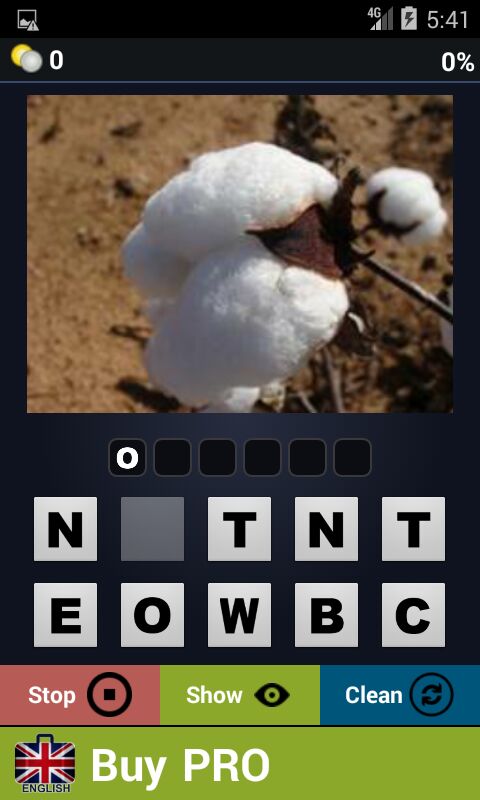 4G 5:41
0 0%
O
N T N T
E O W B C
Stop Show Clean
ENGLISH Buy PRO